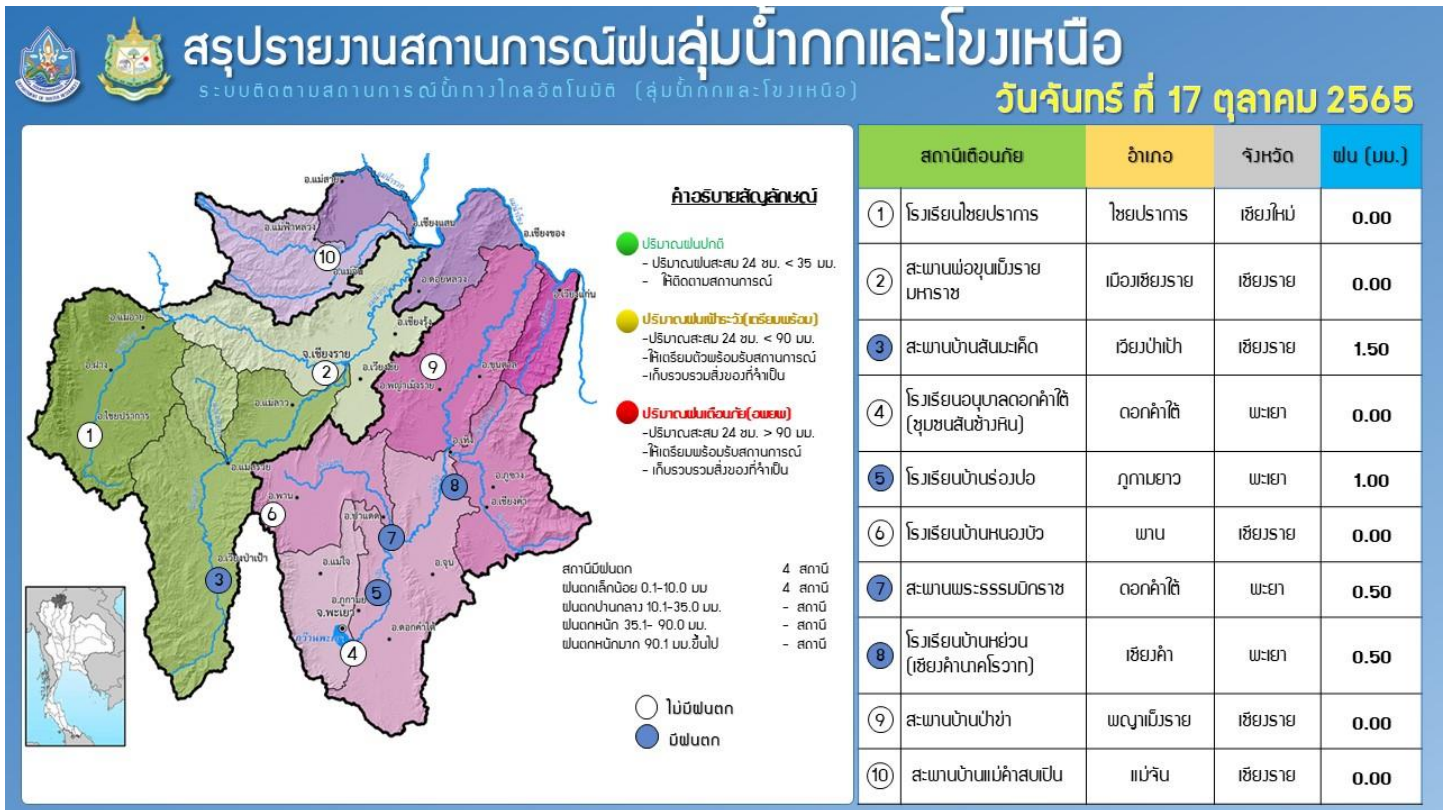 สรุปรายงานสถานการณ์ฝนลุ่มน้ำกกและโขงเหนือ
ระบบติดตามสถานการณ์น้ำทางไกลอัตโนมัติ (ลุ่มน้ำกกและโขงเหนือ)
วันจันทร์ ที่ 17 ตุลาคม 2565
อ.แม่สาย
อ.แม่ฟ้าหลวง
อ.เชียงแสน
อ.เชียงของ
10
อ.ดอยหลวง
อ.เวียงแก่น
อ.แม่อาย
อ.เชียงรุ้ง
อ.ฝาง
จ.เชียงราย
2
อ.เวียงชัย
9
อ.ขุนตาล
อ.พญาเม็งราย
อ.แม่ลาว
อ.ไชยปราการ
1
อ.เทิง
อ.แม่สรวย
8
อ.ภูซาง
อ.เชียงคำ
อ.พาน
6
อ.ป่าแดด
7
อ.เวียงป่าเป้า
3
อ.แม่ใจ
อ.จุน
5
จ.พะเยา
อ.ดอกคำใต้
4
คำอธิบายสัญลักษณ์
ปริมาณฝนปกติ
- ปริมาณฝนสะสม 24 ชม. < 35 มม.
- ให้ติดตามสถานการณ์
ปริมาณฝนเฝ้าระวัง(เตรียมพร้อม)
-ปริมาณสะสม 24 ชม. < 90 มม.
-ให้เตรียมตัวพร้อมรับสถานการณ์
-เก็บรวบรวมสิ่งของที่จำเป็น
ปริมาณฝนเตือนภัย(อพยพ)
-ปริมาณสะสม 24 ชม. > 90 มม.
-ให้เตรียมพร้อมรับสถานการณ์
- เก็บรวบรวมสิ่งของที่จำเป็น
สถานีมีฝนตก 4 สถานี
ฝนตกเล็กน้อย 0.1-10.0 มม 4 สถานี
ฝนตกปานกลาง 10.1-35.0 มม. - สถานี
ฝนตกหนัก 35.1- 90.0 มม. - สถานี
ฝนตกหนักมาก 90.1 มม.ขึ้นไป - สถานี
ไม่มีฝนตก
มีฝนตก
สถานีเตือนภัย อำเภอ จังหวัด ฝน (มม.)
1 โรงเรียนไชยปราการ ไชยปราการ เชียงใหม่ 0.00
2 สะพานพ่อขุนเม็งราย
มหาราช เมืองเชียงราย เชียงราย 0.00
3 สะพานบ้านสันมะเค็ด เวียงป่าเป้า เชียงราย 1.50
4 โรงเรียนอนุบาลดอกคำใต้
(ชุมชนสันช้างหิน) ดอกคำใต้ พะเยา 0.00
5 โรงเรียนบ้านร่องปอ ภูกามยาว พะเยา 1.00
6 โรงเรียนบ้านหนองบัว พาน เชียงราย 0.00
7 สะพานพระธรรมมิกราช ดอกคำใต้ พะเยา 0.50
8 โรงเรียนบ้านหย่วน
(เชียงคำนาคโรวาท) เชียงคำ พะเยา 0.50
9 สะพานบ้านป่าข่า พญาเม็งราย เชียงราย 0.00
10 สะพานบ้านแม่คำสบเปิน แม่จัน เชียงราย 0.00